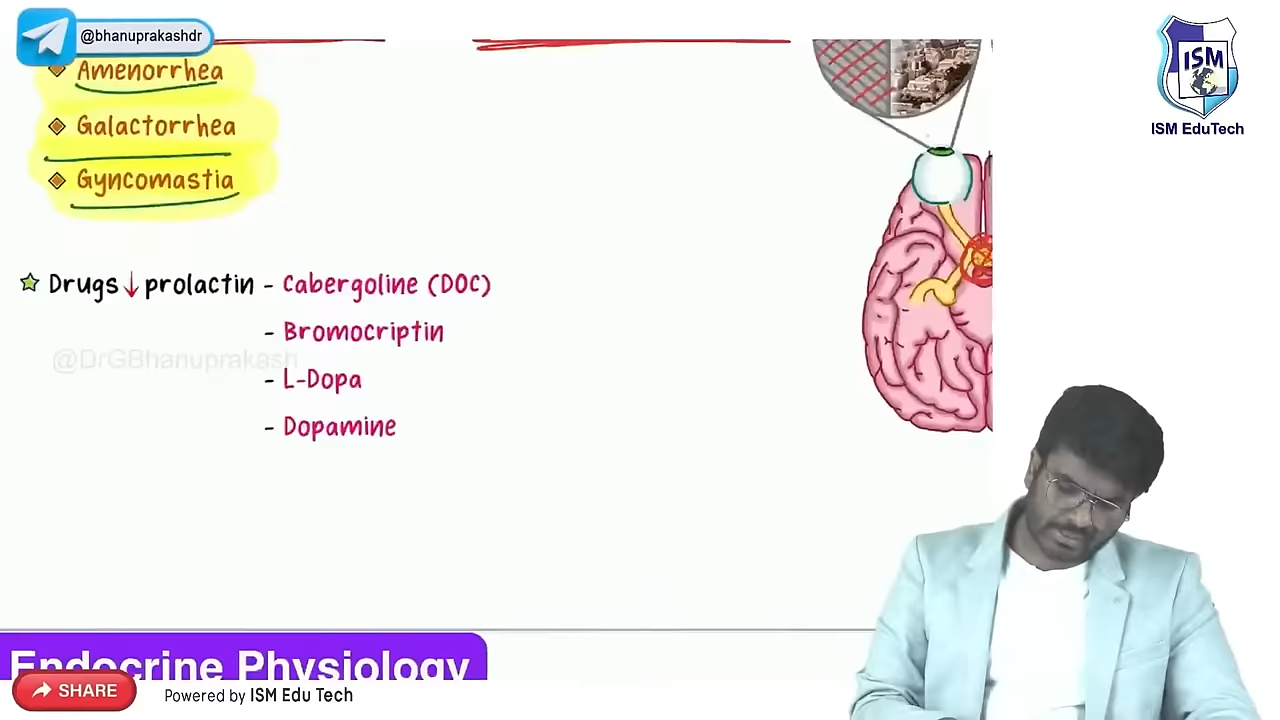 @bhanuprakashdr
Amenorrhea
Galactorrhea
Gyncomastia
ISM
ISM EduTech
Drugs ↓ prolactin - Cabergoline (DOC)
- Bromocriptin
@DrGBhanuprakash
- L-Dopa
- Dopamine
Endocrine Physiology
SHARE
Powered by ISM Edu Tech